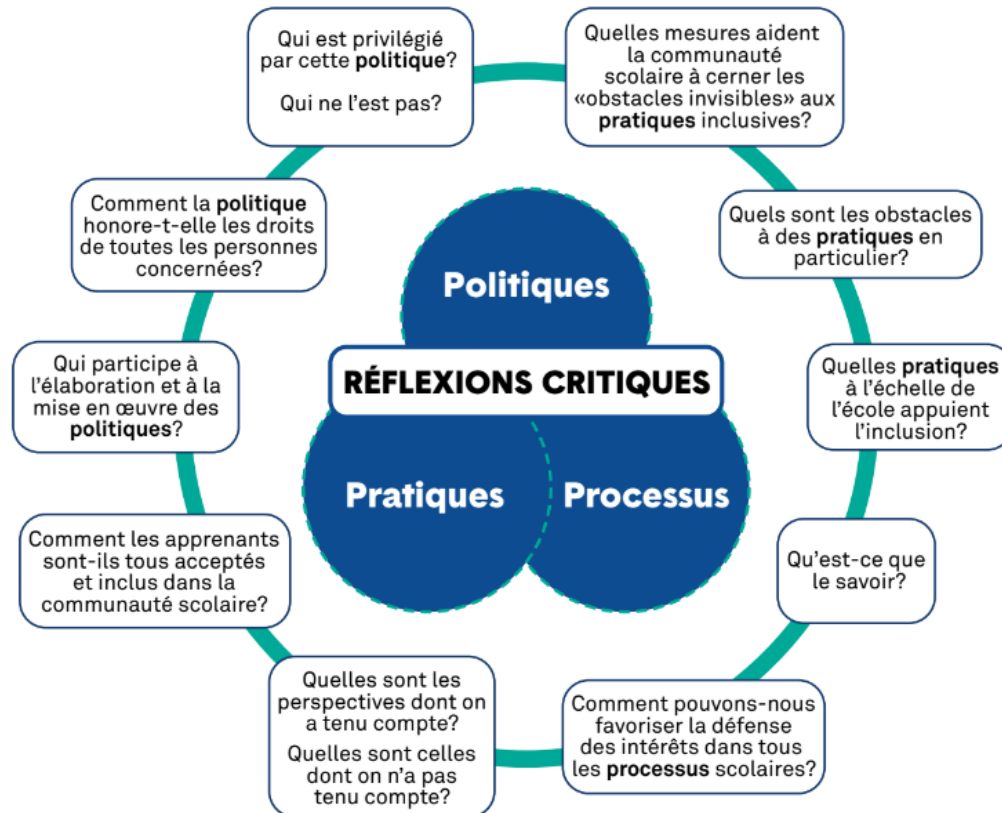 Qui est privilégié
par cette politique?
Qui ne l'est pas?
Quelles mesures aident
la communauté
scolaire à cerner les
«obstacles invisibles» aux
pratiques inclusives?
Quels sont les obstacles
à des pratiques en
particulier?
Quelles pratiques
à l'échelle de
l'école appuient
l'inclusion?
Qu'est-ce que
le savoir?
Comment pouvons-nous
favoriser la défense
des intérêts dans tous
les processus scolaires?
Quelles sont les
perspectives dont on
a tenu compte?
Quelles sont celles
dont on n'a pas
tenu compte?
Comment les apprenants
sont-ils tous acceptés
et inclus dans la
communauté scolaire?
Qui participe à
l'élaboration et à la
mise en œuvre des
politiques?
Comment la politique
honore-t-elle les droits
de toutes les personnes
concernées?
Politiques
RÉFLEXIONS CRITIQUES
Pratiques
Processus